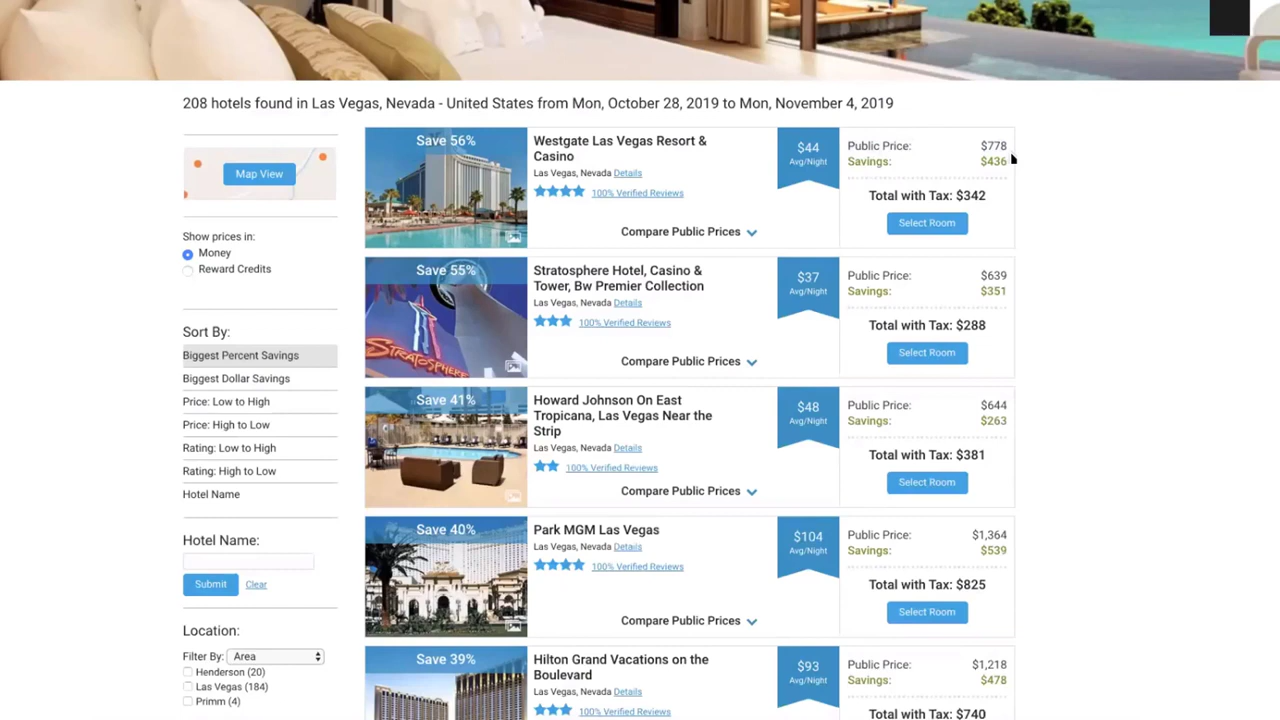 208 hotels found in Las Vegas, Nevada - United States from Mon, October 28, 2019 to Mon, November 4, 2019
Map View
Show prices in:
Money
Reward Credits
Sort By:
Biggest Percent Savings
Biggest Dollar Savings
Price: Low to High
Price: High to Low
Rating: Low to High
Rating: High to Low
Hotel Name
Hotel Name:
Submit Clear
Location:
Filter By: Area
Henderson (20)
Las Vegas (184)
Primm (4)
Save 56%
Westgate Las Vegas Resort &
Casino
Las Vegas, Nevada Details
100% Verified Reviews
Compare Public Prices
$44
Avg/Night
Public Price: $778
Savings: $436
Total with Tax: $342
Select Room
Save 55%
STRATOSPHERE
Stratosphere Hotel, Casino &
Tower, Bw Premier Collection
Las Vegas, Nevada Details
100% Verified Reviews
Compare Public Prices
$37
Avg/Night
Public Price: $639
Savings: $351
Total with Tax: $288
Select Room
Save 41%
Howard Johnson On East
Tropicana, Las Vegas Near the
Strip
Las Vegas, Nevada Details
100% Verified Reviews
Compare Public Prices
$48
Avg/Night
Public Price: $644
Savings: $263
Total with Tax: $381
Select Room
Save 40%
Park MGM Las Vegas
Las Vegas, Nevada Details
100% Verified Reviews
Compare Public Prices
$104
Avg/Night
Public Price: $1,364
Savings: $539
Total with Tax: $825
Select Room
Save 39%
Hilton Grand Vacations on the
Boulevard
Las Vegas, Nevada Details
100% Verified Reviews
$93
Avg/Night
Public Price: $1,218
Savings: $478
Total with Tax: $740